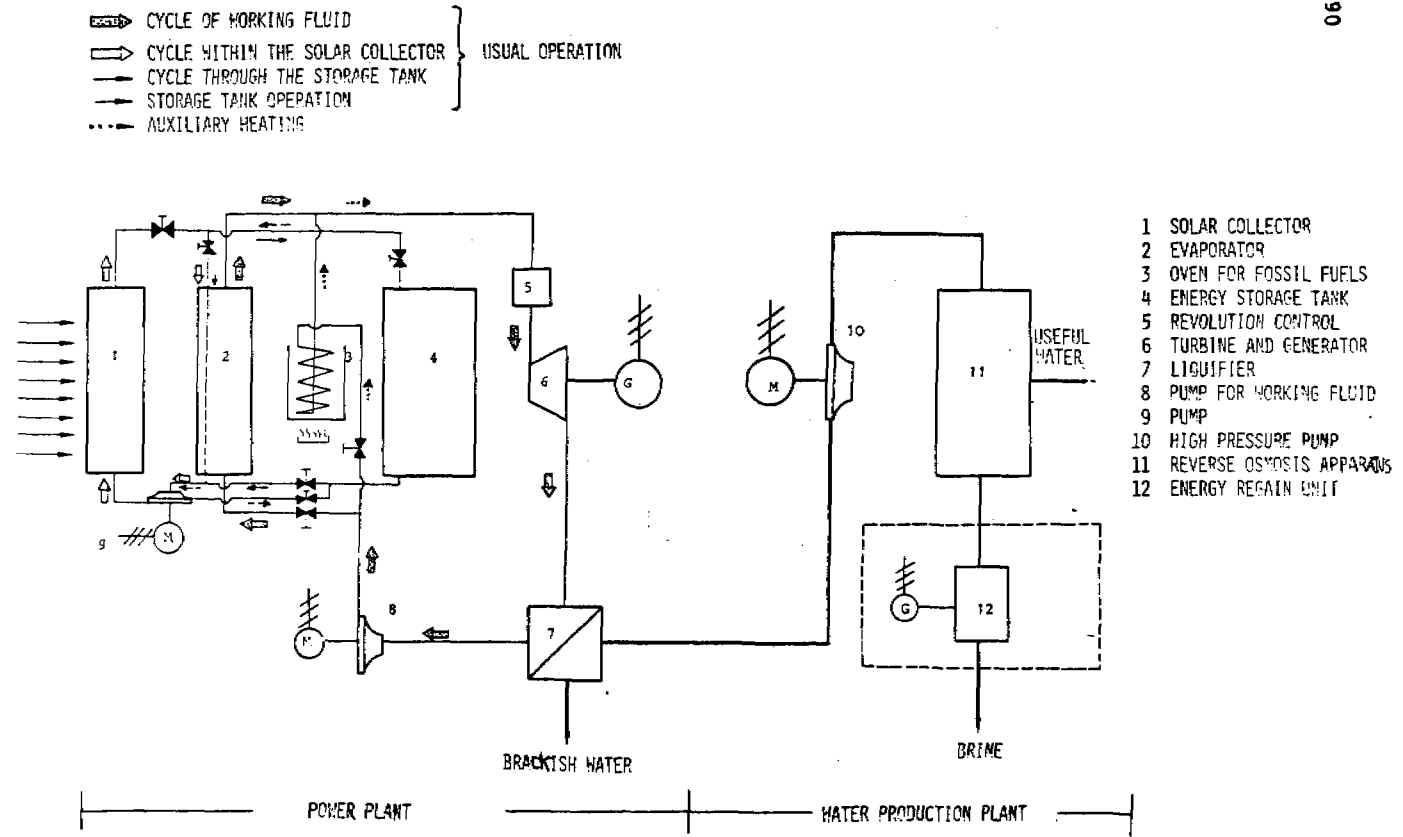 90
CYCLE OF WORKING FLUID
CYCLE WITHIN THE SOLAR COLLECTOR
USUAL OPERATION
CYCLE THROUGH THE STORAGE TANK
STORAGE TANK OPERATION
AUXILIARY HEATING
1 SOLAR COLLECTOR
2 EVAPORATOR
3 OVEN FOR FOSSIL FUELS
4 ENERGY STORAGE TANK
5 REVOLUTION CONTROL
6 TURBINE AND GENERATOR
7 LIGUIFIER
8 PUMP FOR WORKING FLUID
9 PUMP
10 HIGH PRESSURE PUMP
11 REVERSE OSMOSIS APPARANS
12 ENERGY REGAIN UNIT
1
2
3
4
5
6
G
M
10
11
USEFUL
WATER
9
M
M
8
7
G
12
BRACKISH WATER
BRINE
POWER PLANT
WATER PRODUCTION PLANT